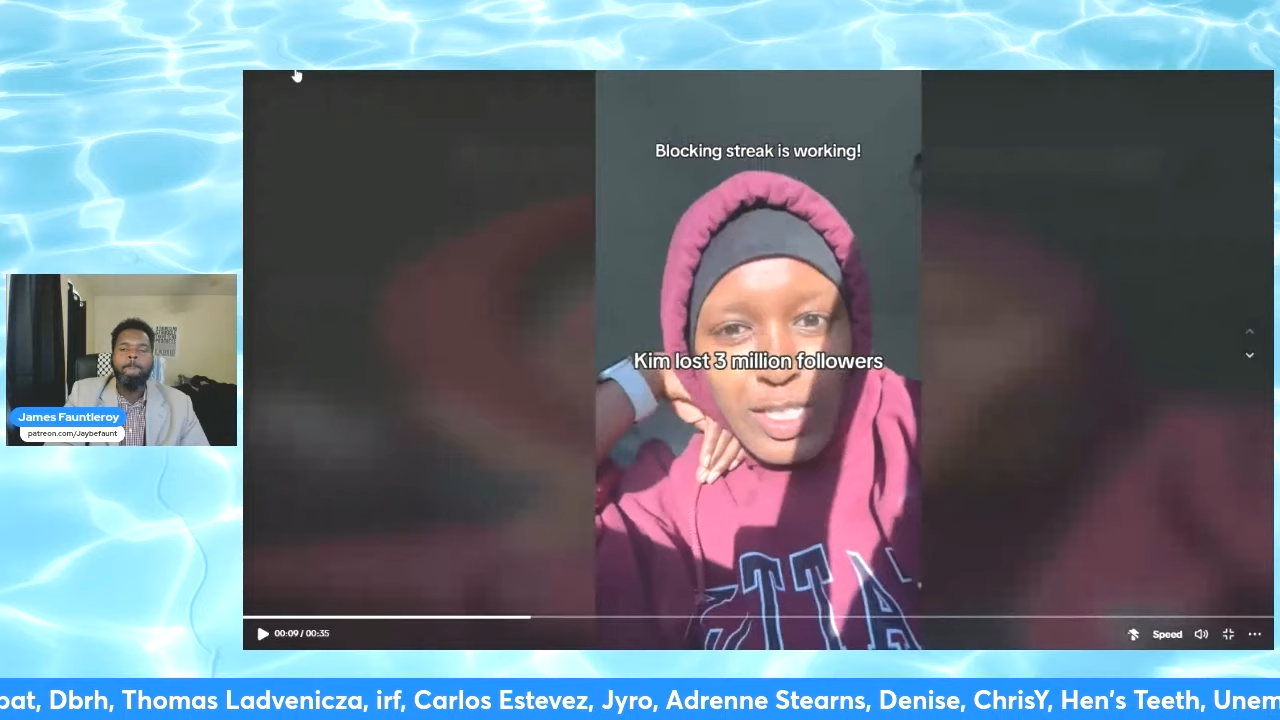 Blocking streak is working!
Kim lost 3 million followers
James Fauntleroy
patreon.com/Jaybefaunt
00:09 / 00:35
Speed
pat, Dbrh, Thomas Ladvenicza, irf, Carlos Estevez, Jyro, Adrenne Stearns, Denise, ChrisY, Hen's Teeth, Unem